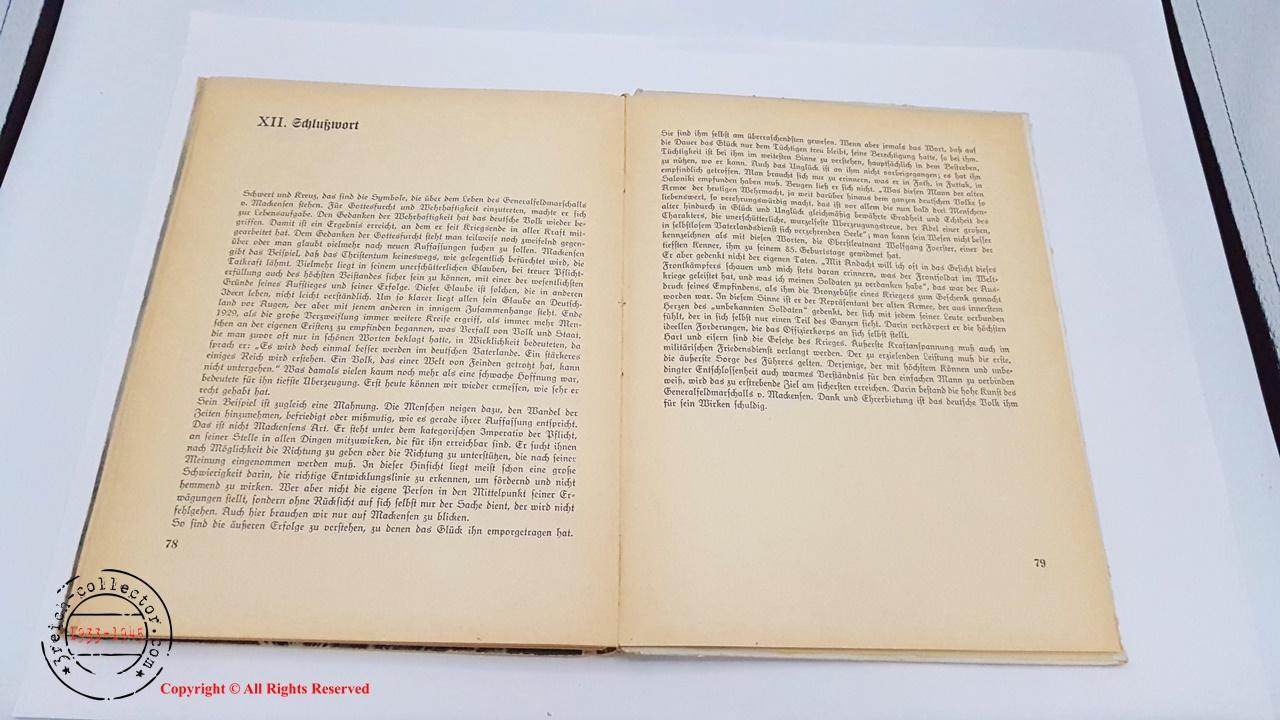 XII. Schlußwort
Schwert und Kreuz, das sind die Symbole, die über dem Leben des Generalfeldmarschalls
v. Mackensen stehen. Für Gottesfurcht und Wehrhaftigkeit einzutreten, machte er sich
zur Lebensaufgabe. Den Gedanken der Wehrhaftigkeit hat das deutsche Volk wieder be-
griffen. Damit ist ein Ergebnis erreicht, an dem er seit Kriegsende in aller Kraft mit-
gearbeitet hat. Dem Gedanken der Gottesfurcht steht man teilweise noch zweifelnd gegen-
über oder man glaubt vielmehr nach neuen Auffassungen suchen zu sollen. Mackensen
gibt das Beispiel, daß das Christentum keineswegs, wie gelegentlich befürchtet wird, die
Tatkraft lähmt. Vielmehr liegt in seinem unerschütterlichen Glauben, bei treuer Pflicht-
erfüllung auch des höchsten Beistandes sicher sein zu können, mit einer der wesentlichsten
Gründe seines Aufstieges und seiner Erfolge. Dieser Glaube ist solchen, die in anderen
Ideen leben, nicht leicht verständlich. Um so klarer liegt allen sein Glaube an Deutsch-
land vor Augen, der aber mit jenem anderen in innigem Zusammenhange steht. Ende
1929, als die große Verzweiflung immer weitere Kreise ergriff, als immer mehr Men-
schen an der eigenen Existenz zu empfinden begannen, was Verfall von Volk und Staat,
die man zuvor oft nur in schönen Worten beklagt hatte, in Wirklichkeit bedeuteten, da
sprach er: „Es wird doch einmal besser werden im deutschen Vaterlande. Ein stärkeres
einiges Reich wird erstehen. Ein Volk, das einer Welt von Feinden getrotzt hat, kann
nicht untergehen.“ Was damals vielen kaum noch mehr als eine schwache Hoffnung war,
bedeutete für ihn tiefste Überzeugung. Erst heute können wir wieder ermessen, wie sehr er
recht gehabt hat.
Sein Beispiel ist zugleich eine Mahnung. Die Menschen neigen dazu, den Wandel der
Zeiten hinzunehmen, befriedigt oder mißmutig, wie es gerade ihrer Auffassung entspricht.
Das ist nicht Mackensens Art. Er steht unter dem kategorischen Imperativ der Pflicht,
an seiner Stelle in allen Dingen mitzuwirken, die für ihn erreichbar sind. Er sucht ihnen
nach Möglichkeit die Richtung zu geben oder die Richtung zu unterstützen, die nach seiner
Meinung eingenommen werden muß. In dieser Hinsicht liegt meist schon eine große
Schwierigkeit darin, die richtige Entwicklungslinie zu erkennen, um fördernd und nicht
hemmend zu wirken. Wer aber nicht die eigene Person in den Mittelpunkt seiner Er-
wägungen stellt, sondern ohne Rücksicht auf sich selbst nur der Sache dient, der wird nicht
fehlgehen. Auch hier brauchen wir nur auf Mackensen zu blicken.
So sind die äußeren Erfolge zu verstehen, zu denen das Glück ihn emporgetragen hat.
78
Sie sind ihm selbst am überraschendsten gewesen. Wenn aber jemals das Wort, daß auf
die Dauer das Glück nur dem Tüchtigen treu bleibt, seine Berechtigung hatte, so bei ihm.
Tüchtigkeit ist bei ihm im weitesten Sinne zu verstehen, hauptsächlich in dem Bestreben,
zu nützen, wo er kann. Auch das Unglück ist an ihm nicht vorbeigegangen; es hat ihn
empfindlich getroffen. Man braucht sich nur zu erinnern, was er in Foth, in Futtak, in
Saloniki empfunden haben muß. Beugen ließ er sich nicht. „Was diesen Mann der alten
Armee der heutigen Wehrmacht, ja weit darüber hinaus dem ganzen deutschen Volke so
liebenswert, so verehrungswürdig macht, das ist vor allem die nun bald drei Menschen-
alter hindurch in Glück und Unglück gleichmäßig bewährte Gradheit und Echtheit des
Charakters, die unerschütterliche, wurzelfeste Überzeugungstreue, der Adel einer großen,
in selbstlosem Vaterlandsdienst sich verzehrenden Seele“; man kann sein Wesen nicht besser
kennzeichnen als mit diesen Worten, die Oberstleutnant Wolfgang Foerster, einer der
tiefsten Kenner, ihm zu seinem 85. Geburtstage gewidmet hat.
Er aber gedenkt nicht der eigenen Taten. „Mit Andacht will ich oft in das Gesicht dieses
Frontkämpfers schauen und mich stets daran erinnern, was der Frontsoldat im Welt-
kriege geleistet hat, und was ich meinen Soldaten zu verdanken habe“, das war der Aus-
druck seines Empfindens, als ihm die Bronzebüste eines Kriegers zum Geschenk gemacht
worden war. In diesem Sinne ist er der Repräsentant der alten Armee, der aus innerstem
Herzen des „unbekannten Soldaten“ gedenkt, der sich mit jedem seiner Leute verbunden
fühlt, der in sich selbst nur einen Teil des Ganzen sieht. Darin verkörpert er die höchsten
ideellen Forderungen, die das Offizierkorps an sich selbst stellt.
Hart und eisern sind die Gesetze des Krieges. Äußerste Kraftanspannung muß auch im
militärischen Friedensdienst verlangt werden. Der zu erzielenden Leistung muß die erste,
die äußerste Sorge des Führers gelten. Derjenige, der mit höchstem Können und unbe-
dingter Entschlossenheit auch warmes Verständnis für den einfachen Mann zu verbinden
weiß, wird das zu erstrebende Ziel am sichersten erreichen. Darin bestand die hohe Kunst des
Generalfeldmarschalls v. Mackensen. Dank und Ehrerbietung ist das deutsche Volk ihm
für sein Wirken schuldig.
79
3reich-collector.com
1933-1945
Copyright © All Rights Reserved